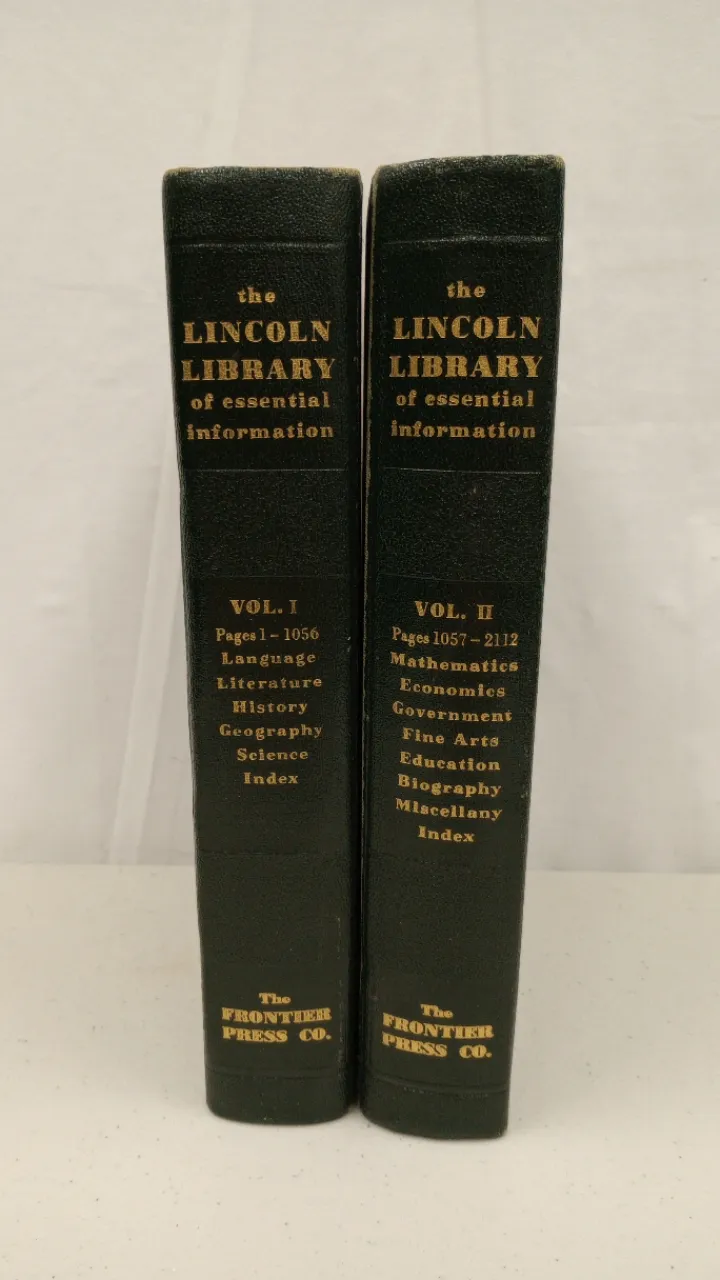 the
LINCOLN
LIBRARY
of essential
information
VOL. I
Pages 1-1056
Language
Literature
History
Geography
Science
Index
The
FRONTIER
PRESS CO.
the
LINCOLN
LIBRARY
of essential
information
VOL. II
Pages 1057-2112
Mathematics
Economics
Government
Fine Arts
Education
Biography
Miscellany
Index
The
FRONTIER
PRESS CO.